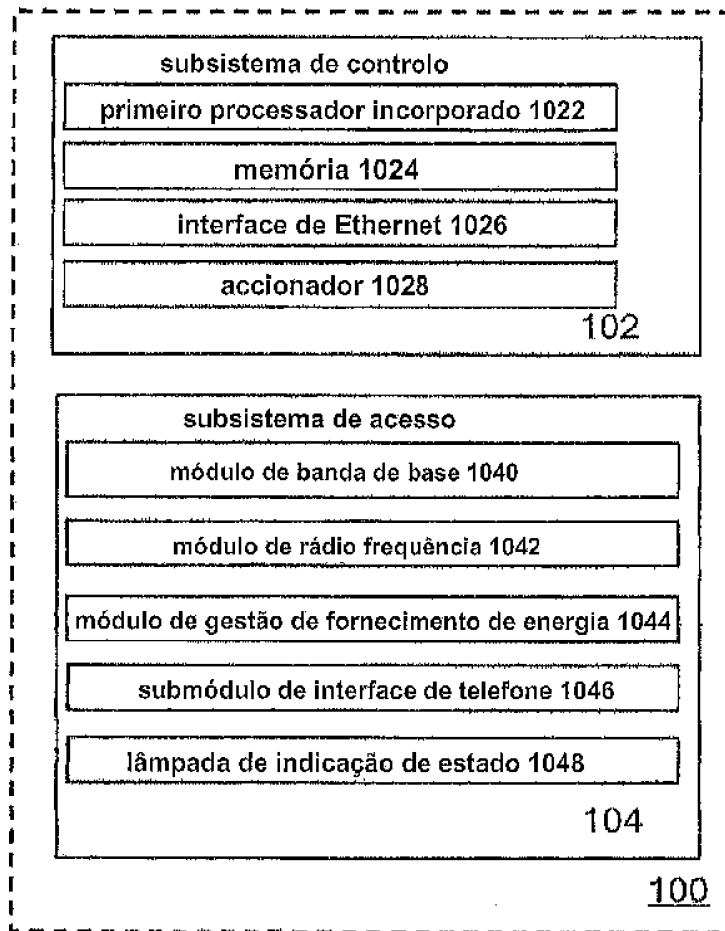 subsistema de controlo
primeiro processador incorporado 1022
memória 1024
interface de Ethernet 1026
accionador 1028
102
subsistema de acesso
módulo de banda de base 1040
módulo de rádio frequência 1042
módulo de gestão de fornecimento de energia 1044
submódulo de interface de telefone 1046
lâmpada de indicação de estado 1048
104
100